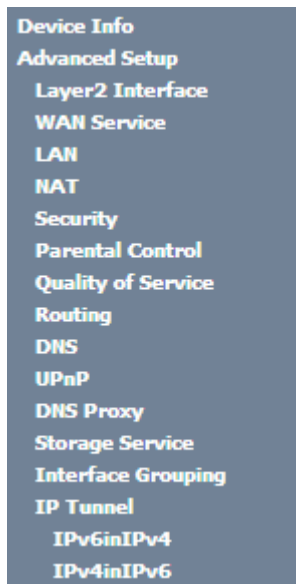 Device Info
Advanced Setup
Layer2 Interface
WAN Service
LAN
NAT
Security
Parental Control
Quality of Service
Routing
DNS
UPnP
DNS Proxy
Storage Service
Interface Grouping
IP Tunnel
IPv6inIPv4
IPv4inIPv6